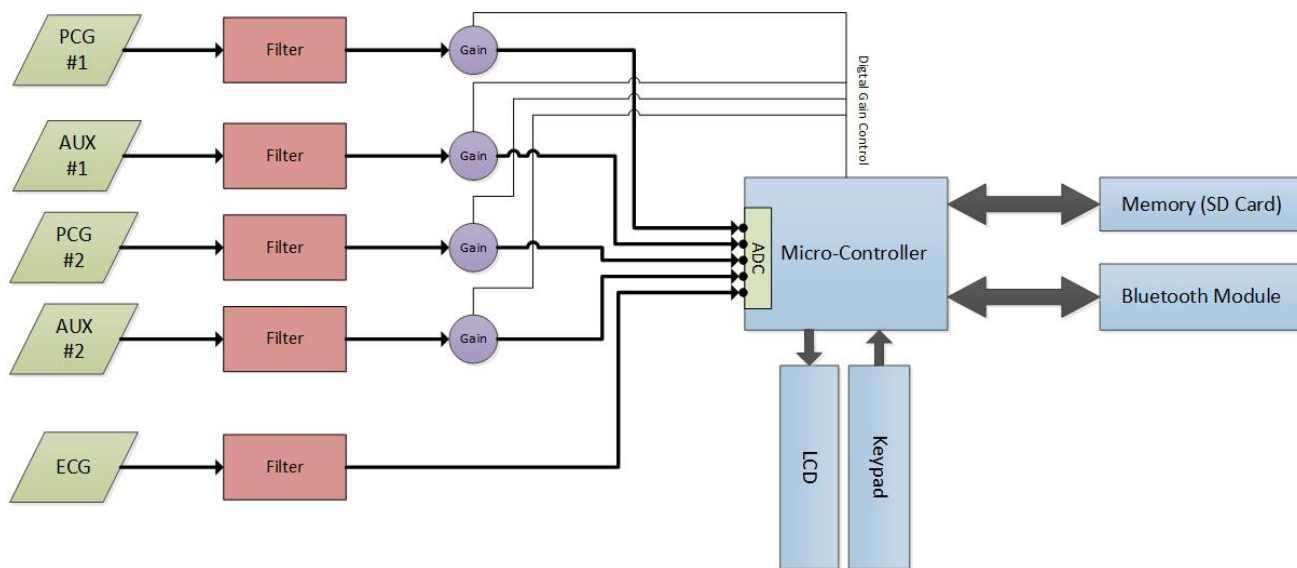 PCG
#1
Filter
Gain
AUX
#1
Filter
Gain
PCG
#2
Filter
Gain
AUX
#2
Filter
Gain
ECG
Filter
Digtal Gain Control
ADC
Micro-Controller
Memory (SD Card)
Bluetooth Module
LCD
Keypad